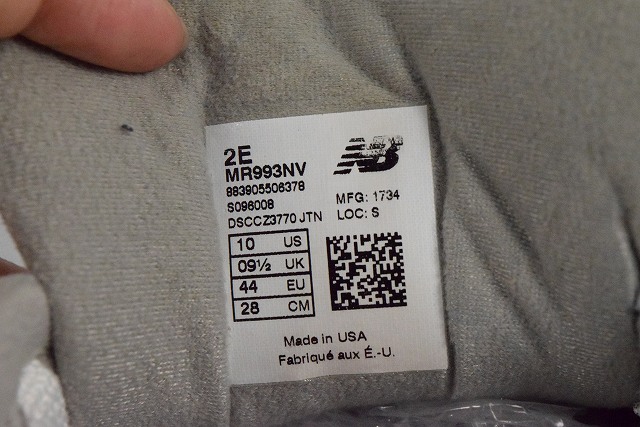 2E
MR993NV
883905506378
S096008
DSCCZ3770 JTN
NB
MFG: 1734
LOC: S
10 US
09½ UK
44 EU
28 CM
Made in USA
Fabriqué aux É.-U.